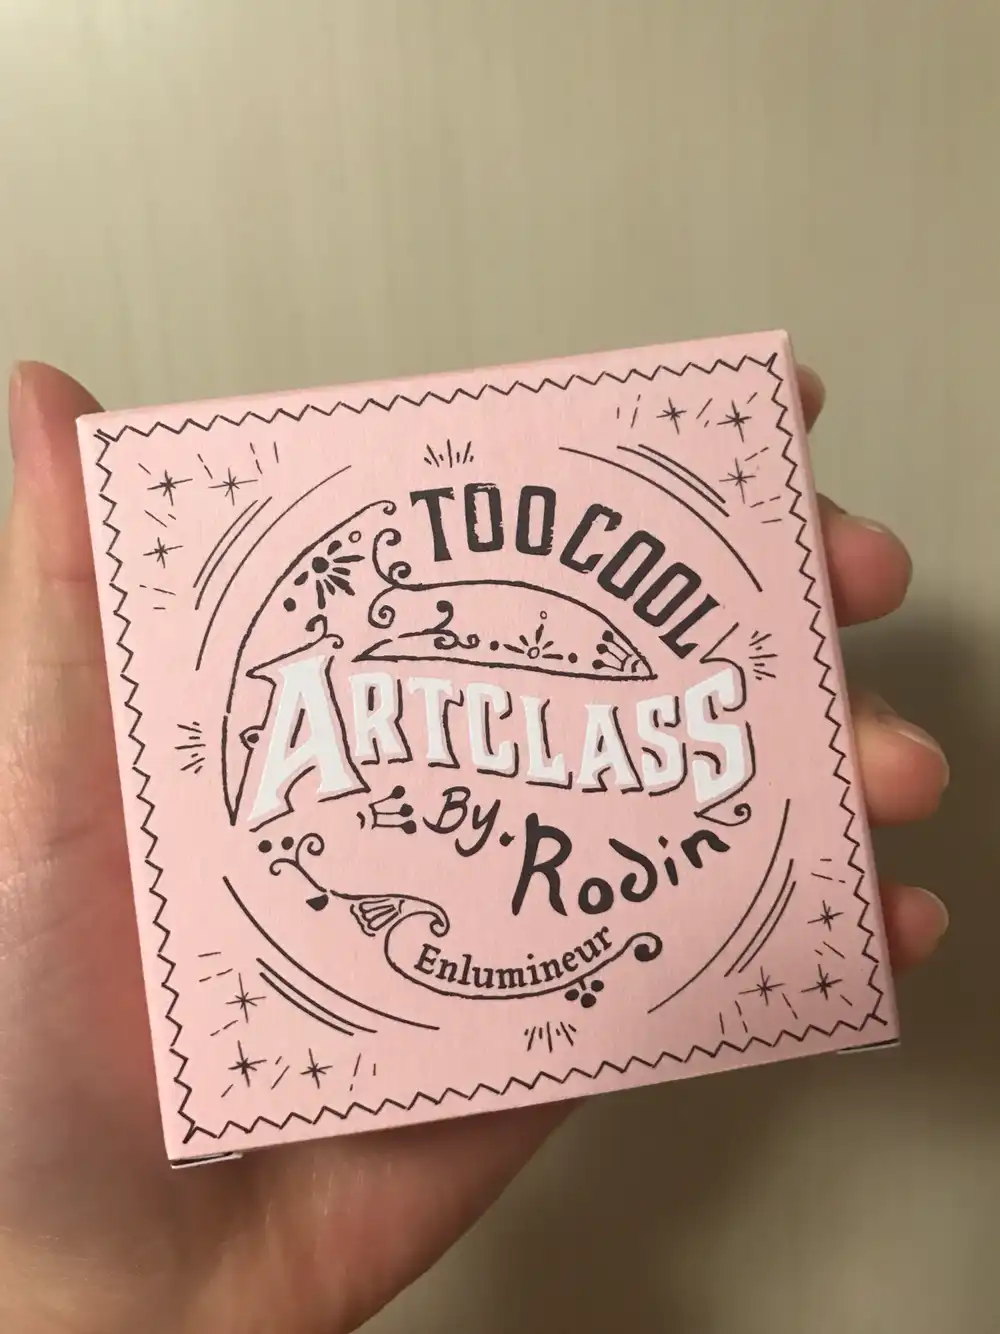 TOO COOL
ARTCLASS
By. Rodin
Enlumineur